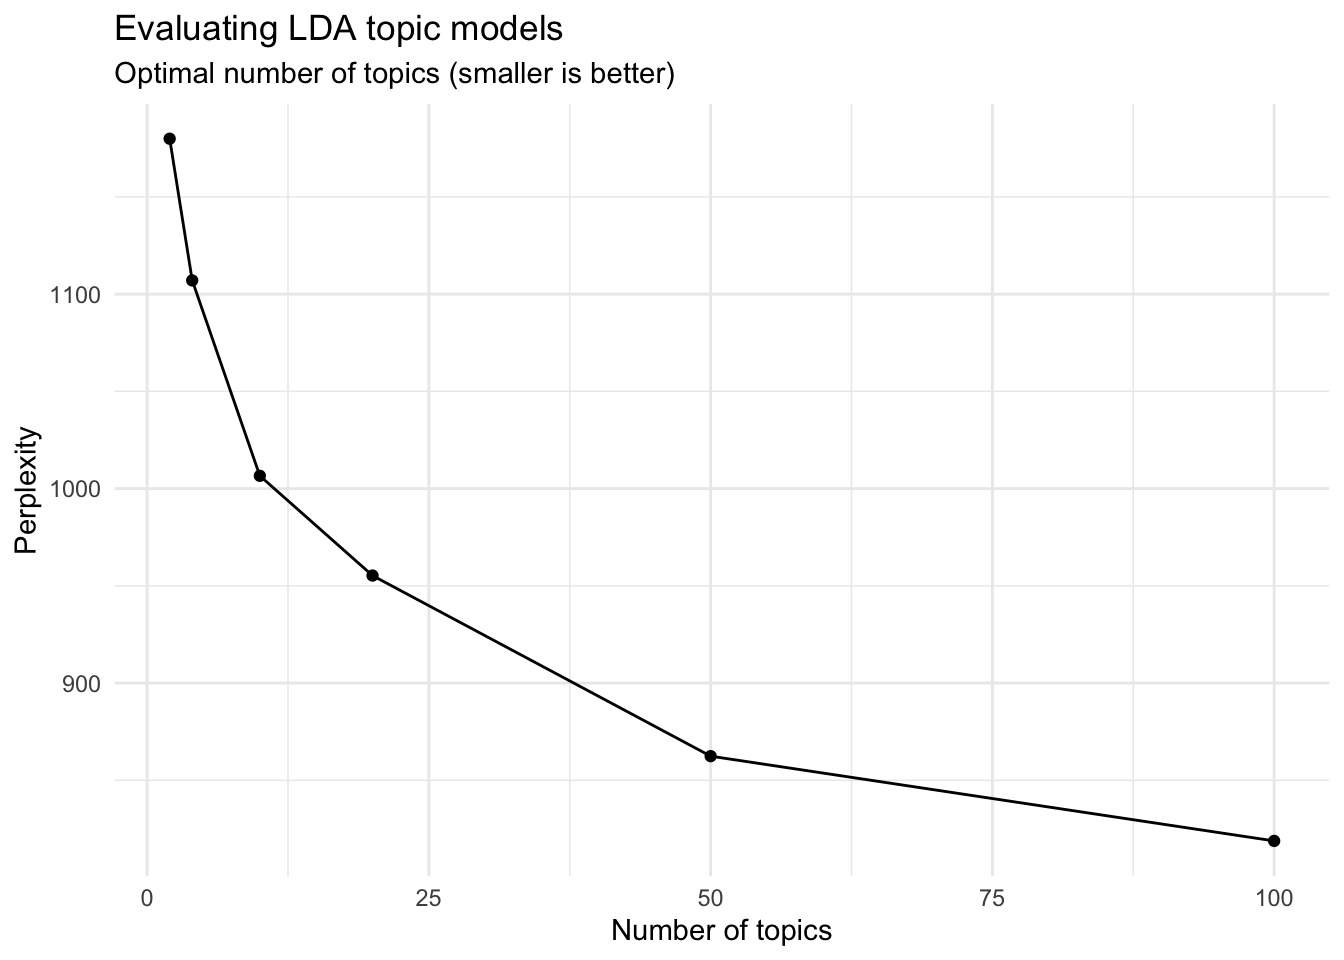 Evaluating LDA topic models
Optimal number of topics (smaller is better)
1100
1000
900
Perplexity
0 25 50 75 100
Number of topics